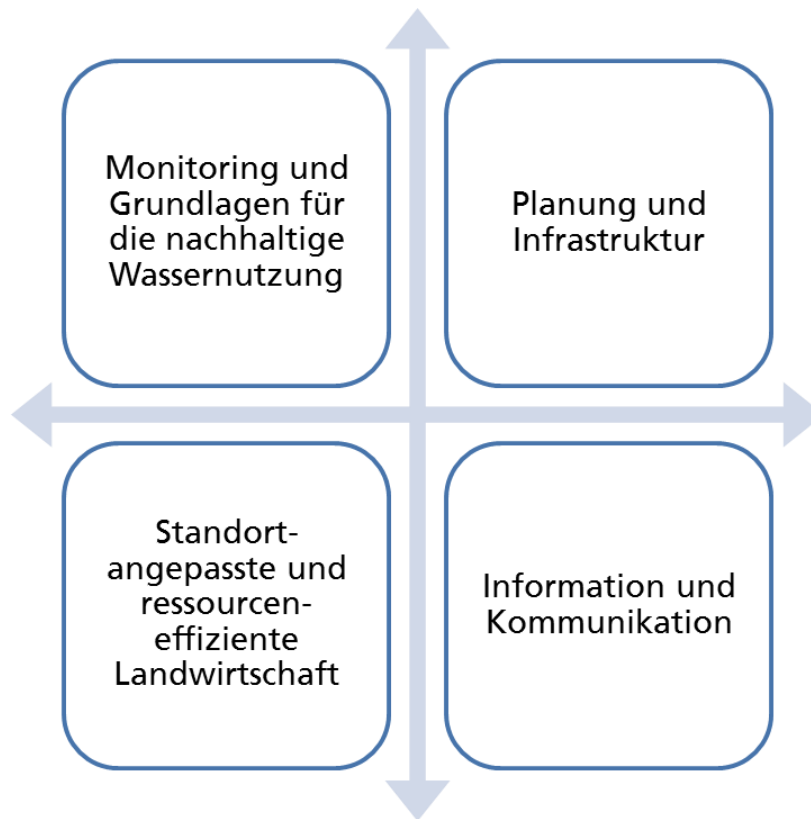 Monitoring und
Grundlagen für
die nachhaltige
Wassernutzung
Planung und
Infrastruktur
Standort-
angepasste und
ressourcen-
effiziente
Landwirtschaft
Information und
Kommunikation